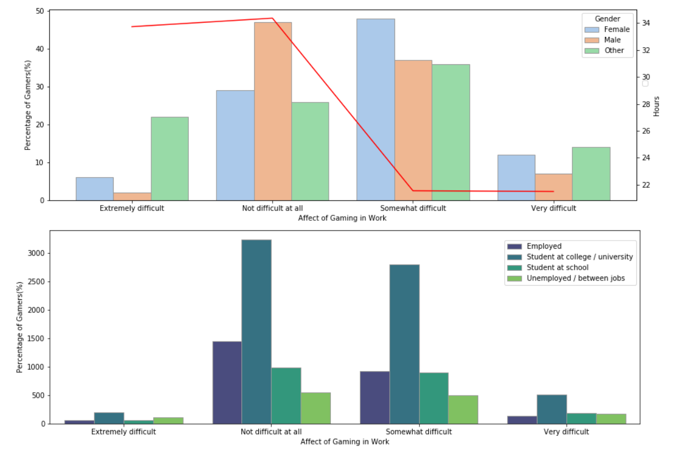 50
40
30
20
10
0
Percentage of Gamers(%)
Gender
Female
Male
Other
34
32
30
28
26
24
22
Hours
Extremely difficult Not difficult at all Somewhat difficult Very difficult
Affect of Gaming in Work
3000
2500
2000
1500
1000
500
0
Percentage of Gamers(%)
Employed
Student at college / university
Student at school
Unemployed / between jobs
Extremely difficult Not difficult at all Somewhat difficult Very difficult
Affect of Gaming in Work